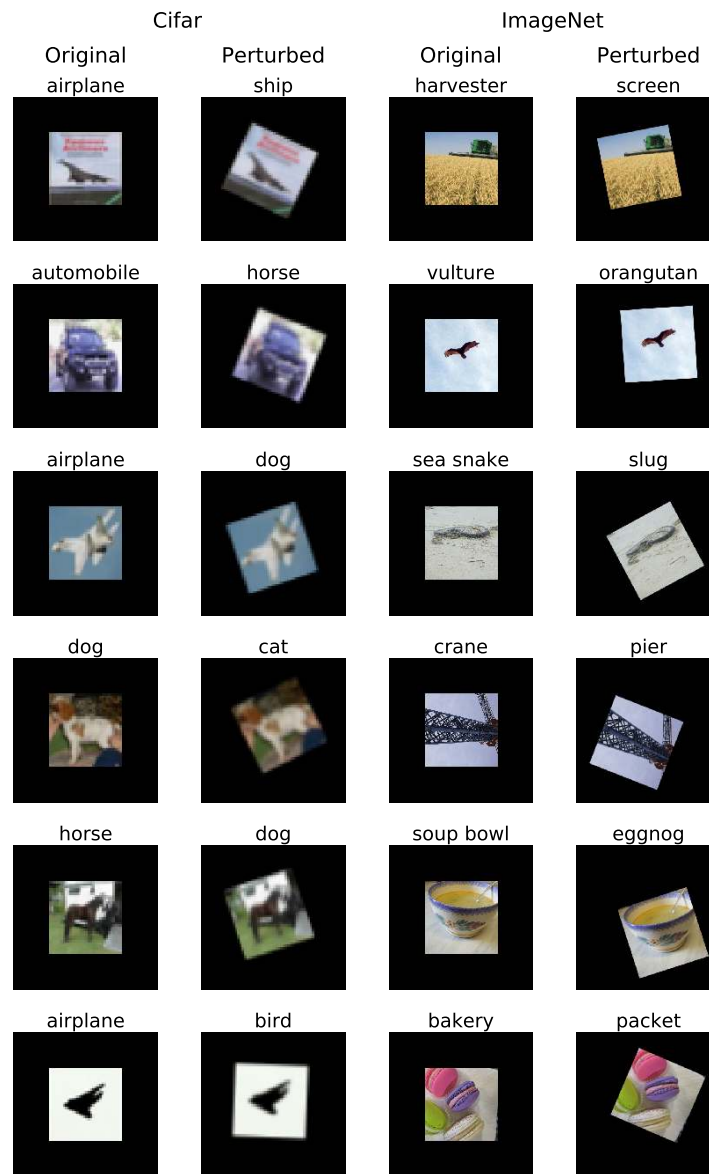 Cifar ImageNet
Original Perturbed Original Perturbed
airplane ship harvester screen
automobile horse vulture orangutan
airplane dog sea snake slug
dog cat crane pier
horse dog soup bowl eggnog
airplane bird bakery packet